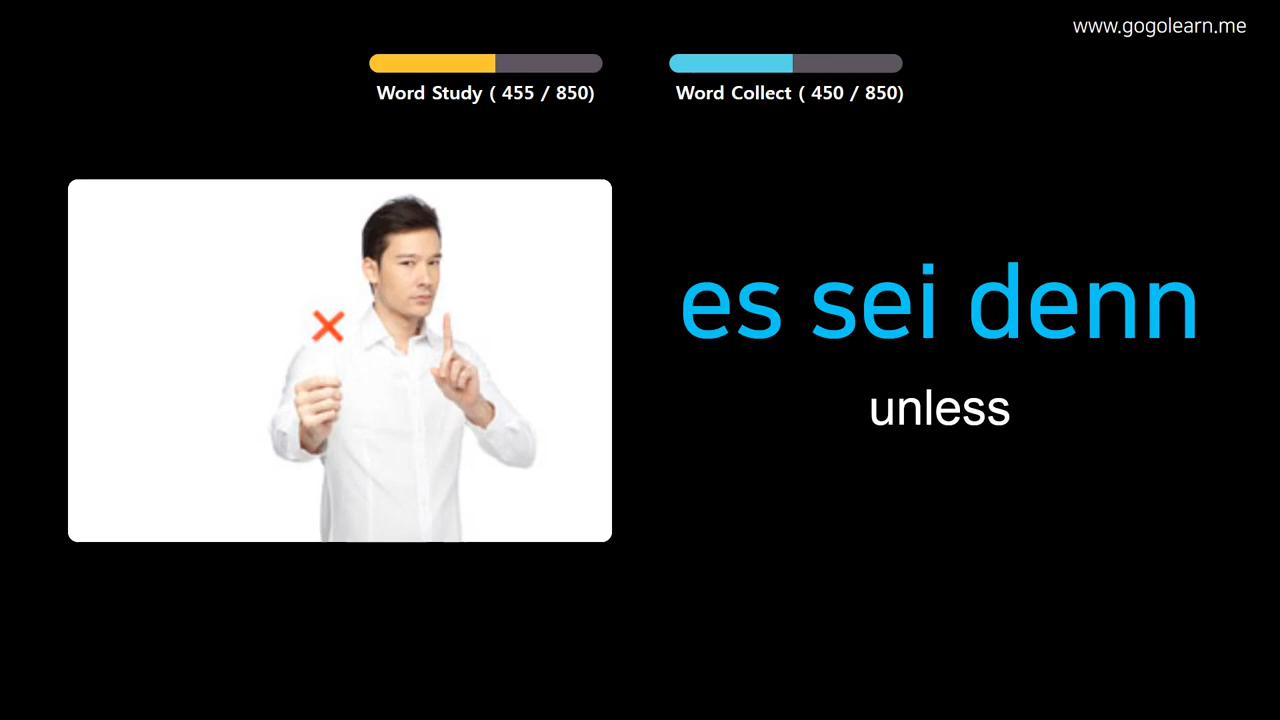 www.gogolearn.me
Word Study ( 455 / 850)
Word Collect ( 450 / 850)
es sei denn
unless